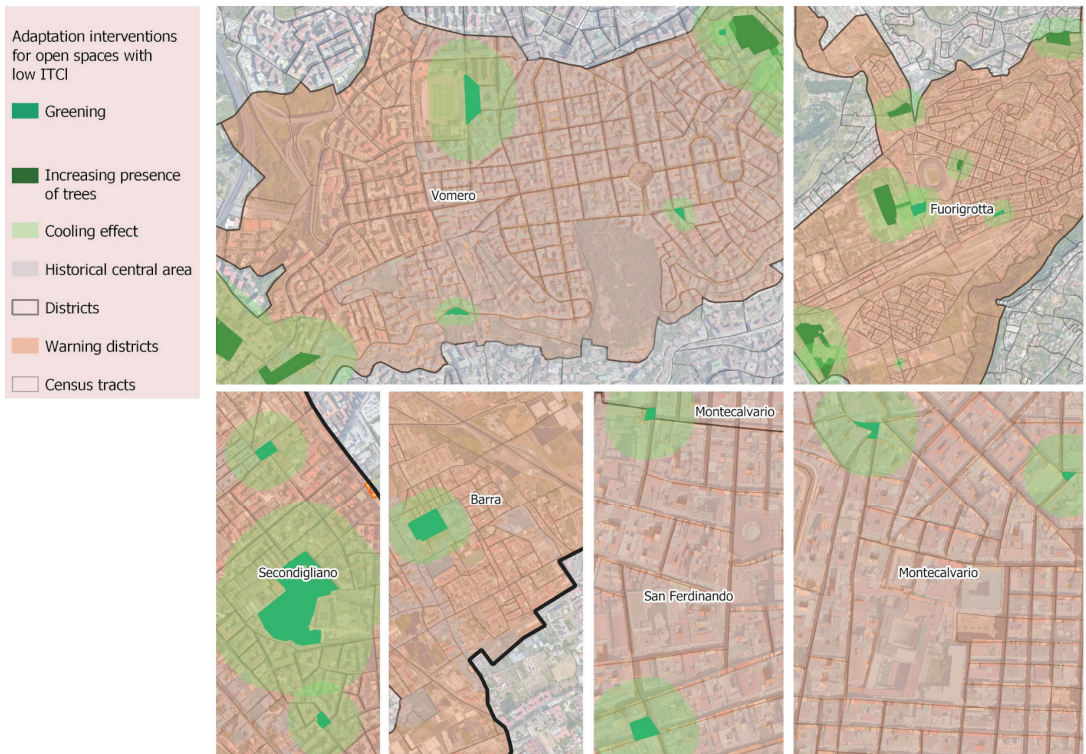 Adaptation interventions
for open spaces with
low ITCl
Greening
Increasing presence
of trees
Cooling effect
Historical central area
Districts
Warning districts
Census tracts
Vomero
Fuorigrotta
Secondigliano
Barra
Montecalvario
San Ferdinando
Montecalvario